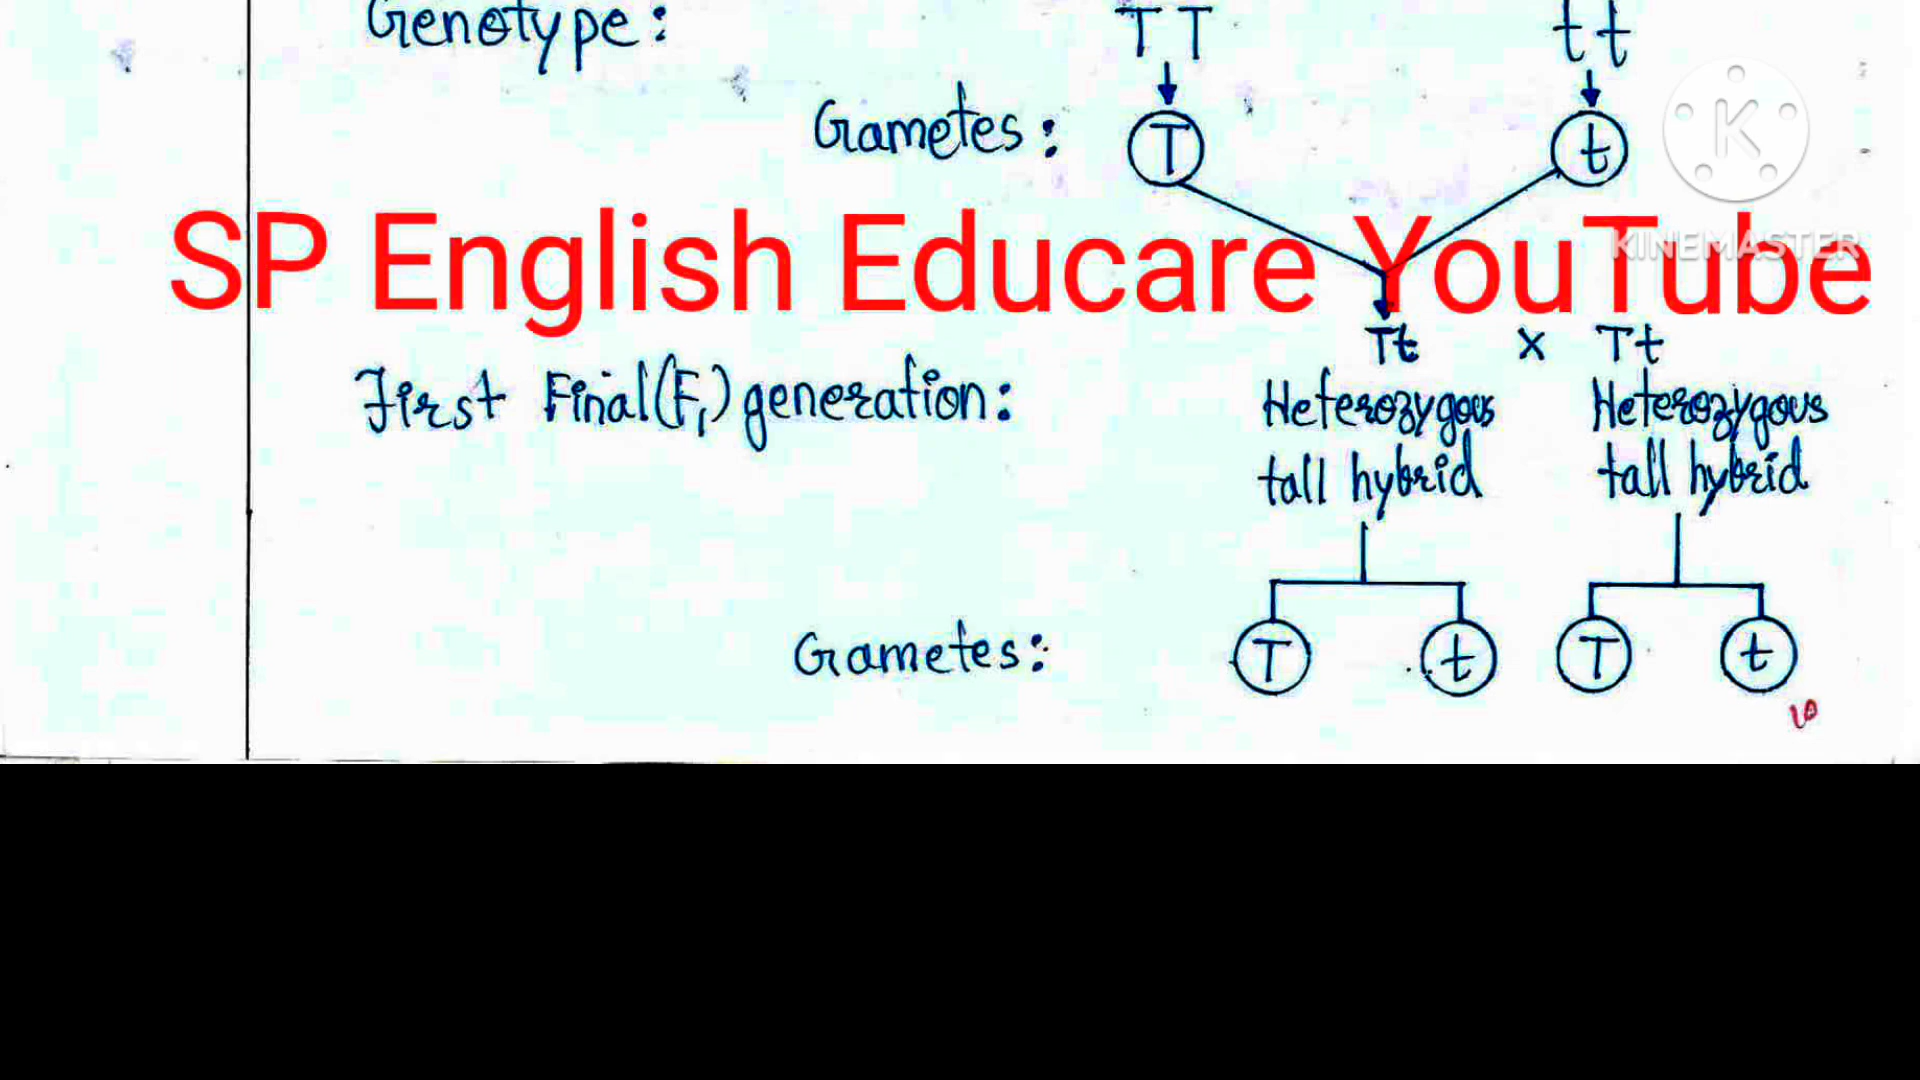 Genotype: TT tt
Gametes: T t
K
KINEMASTER
SP English Educare YouTube
Tt x Tt
First Final(F₁) generation: Heterozygous Heterozygous
tall hybrid tall hybrid
Gametes: T t T t